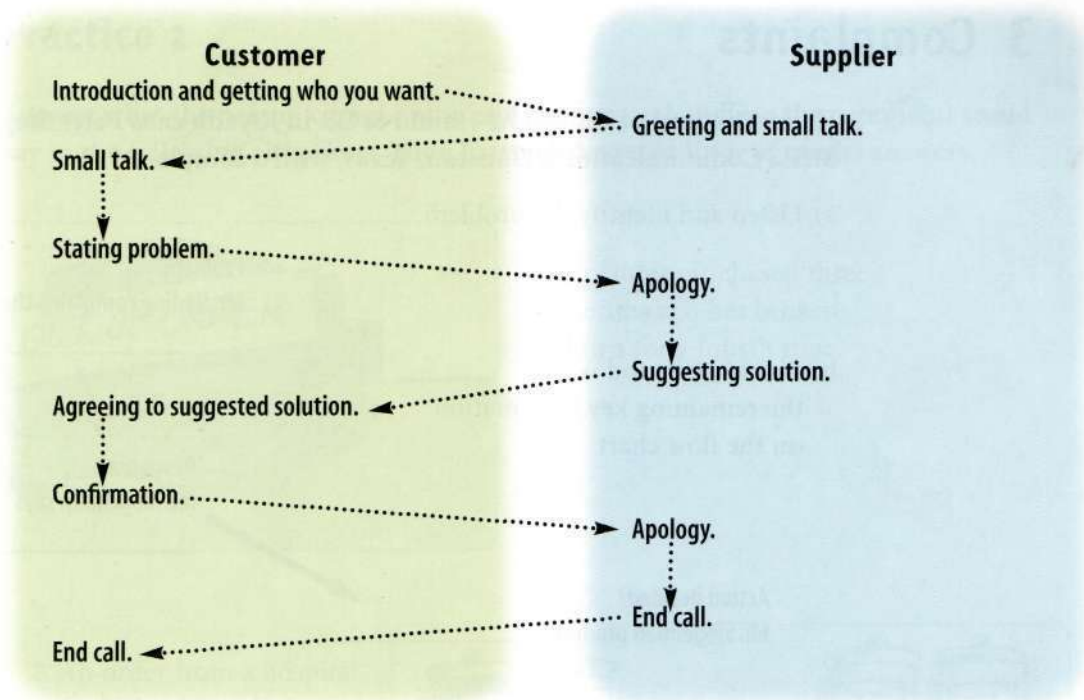 Customer
Supplier
Introduction and getting who you want.
Greeting and small talk.
Small talk.
Stating problem.
Apology.
Suggesting solution.
Agreeing to suggested solution.
Confirmation.
Apology.
End call.
End call.